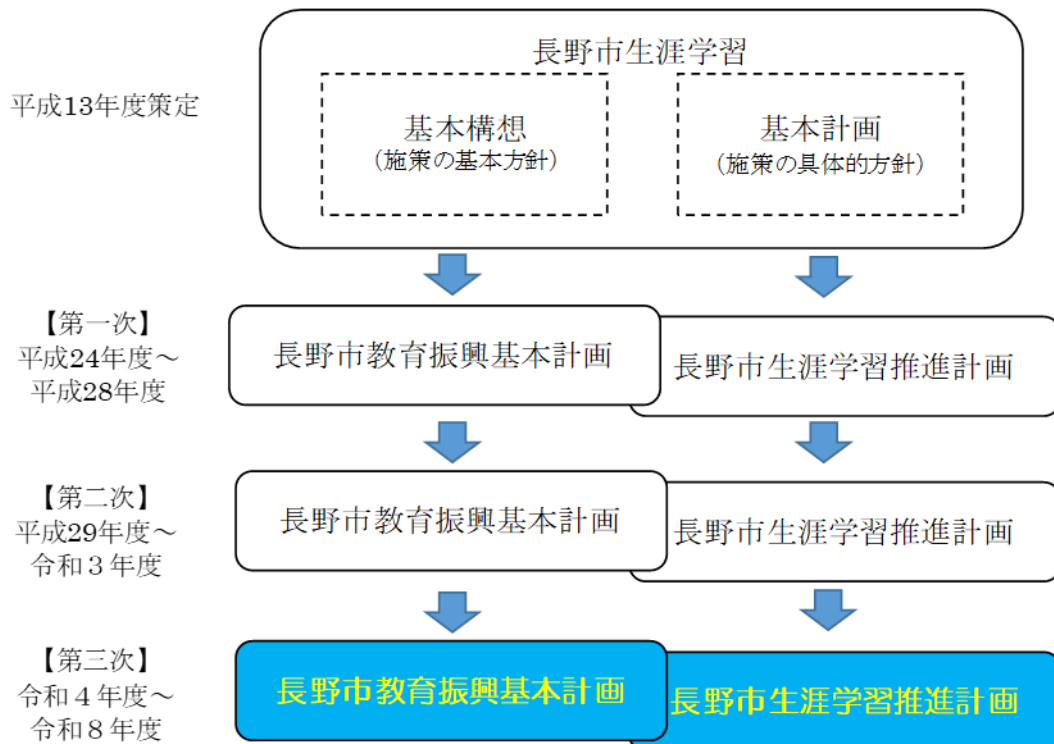 長野市生涯学習
平成13年度策定
基本構想
（施策の基本方針）
基本計画
（施策の具体的方針）
【第一次】
平成24年度～
平成28年度
長野市教育振興基本計画
長野市生涯学習推進計画
【第二次】
平成29年度～
令和３年度
長野市教育振興基本計画
長野市生涯学習推進計画
【第三次】
令和４年度～
令和８年度
長野市教育振興基本計画
長野市生涯学習推進計画